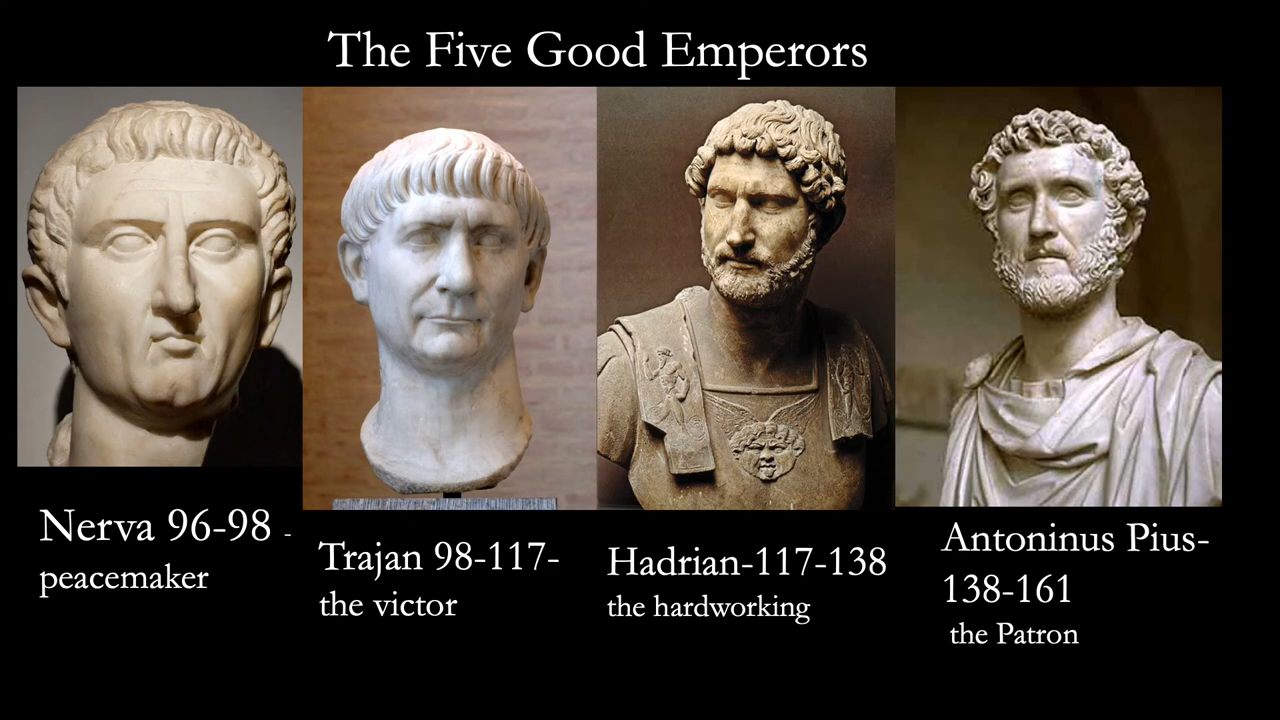 The Five Good Emperors
Nerva 96-98 -
peacemaker
Trajan 98-117-
the victor
Hadrian-117-138
the hardworking
Antoninus Pius-
138-161
the Patron